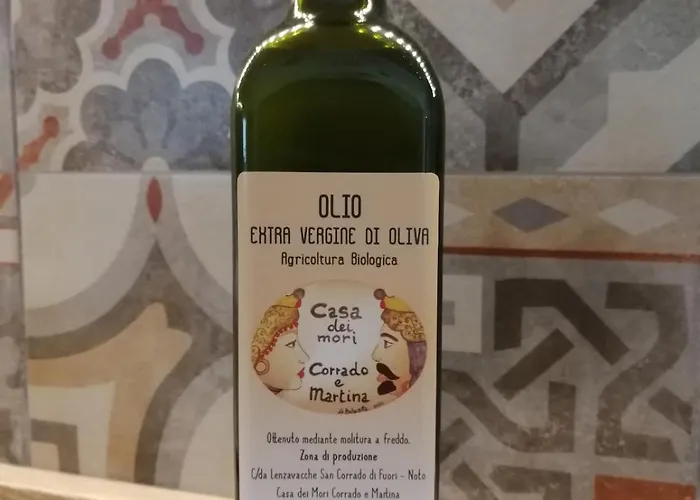 OLIO
EXTRA VERGINE DI OLIVA
Agricoltura Biologica
Casa
dei
mori
Corrado
e
Martina
Ottenuto mediante molitura a freddo.
Zona di produzione
C/da Lenzavacche San Corrado di Fuori - Noto
Casa dei Mori Corrado e Martina